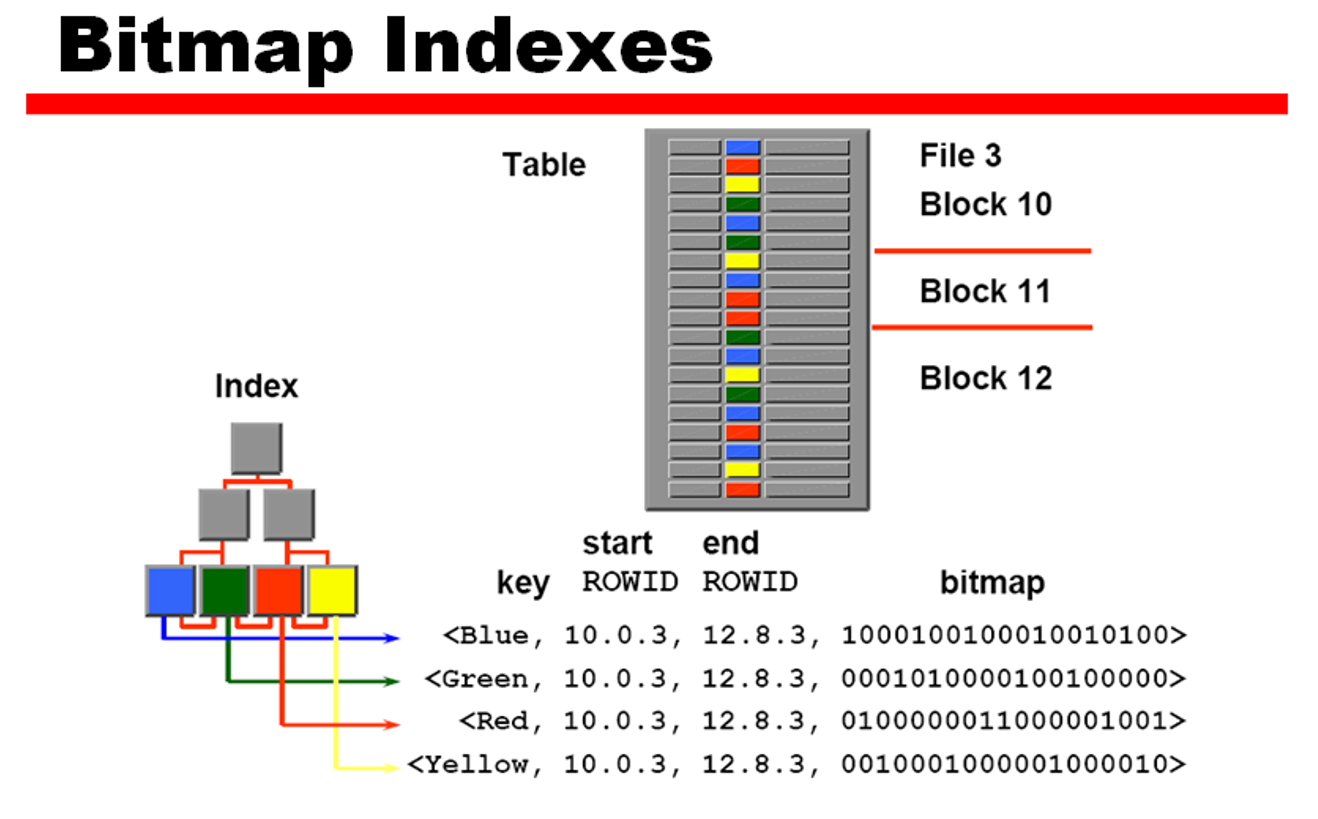 Bitmap Indexes
Table
File 3
Block 10
Block 11
Block 12
Index
start end
key ROWID ROWID bitmap
<Blue, 10.0.3, 12.8.3, 1000100100010010100>
<Green, 10.0.3, 12.8.3, 0001010000100100000>
<Red, 10.0.3, 12.8.3, 0100000011000001001>
<Yellow, 10.0.3, 12.8.3, 0010001000001000010>